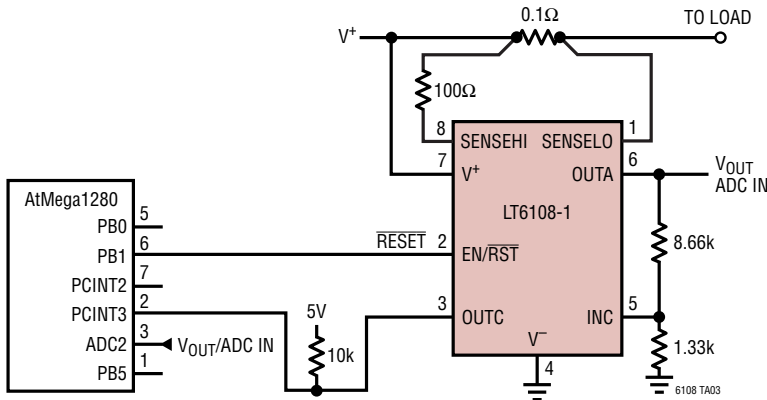 0.1Ω
TO LOAD
V+
100Ω
8
SENSEHI
SENSELO
1
7
V+
OUTA
6
VOUT
ADC IN
LT6108-1
AtMega1280
PB0
5
PB1
6
RESET
2
EN/RST
8.66k
PCINT2
7
PCINT3
2
3
OUTC
INC
5
5V
ADC2
3
VOUT/ADC IN
10k
V−
1.33k
PB5
1
4
6108 TA03